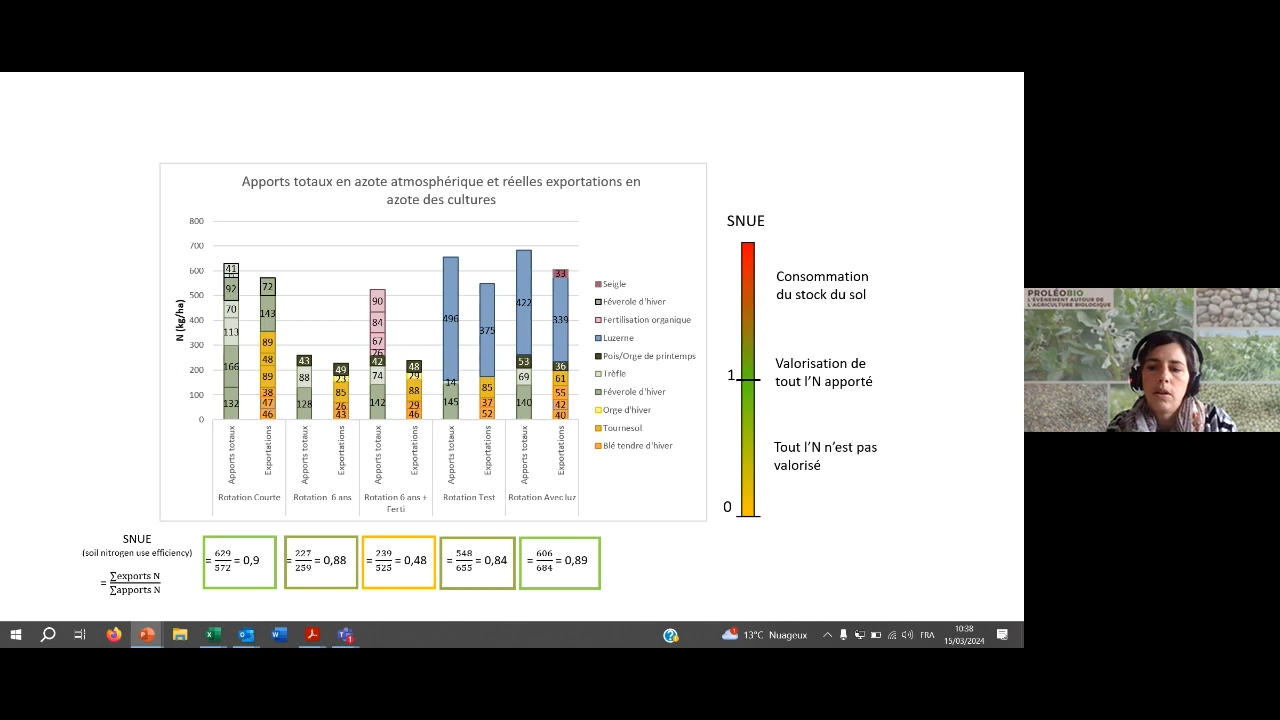 Apports totaux en azote atmosphérique et réelles exportations en
azote des cultures
N (kg/ha)
800
700
600
500
400
300
200
100
0
41
92
70
113
166
132
72
143
89
48
89
38
47
46
43
88
128
49
23
85
26
43
90
84
67
26
42
74
142
48
29
88
29
46
496
14
145
375
85
37
52
422
53
69
140
33
339
36
61
55
42
40
Apports totaux
Exportations
Apports totaux
Exportations
Apports totaux
Exportations
Apports totaux
Exportations
Apports totaux
Exportations
Rotation Courte
Rotation 6 ans
Rotation 6 ans +
Ferti
Rotation Test
Rotation Avec luz
Seigle
Féverole d'hiver
Fertilisation organique
Luzerne
Pois/Orge de printemps
Trèfle
Féverole d'hiver
Orge d'hiver
Tournesol
Blé tendre d'hiver
SNUE
Consommation
du stock du sol
1
Valorisation de
tout l'N apporté
Tout l'N n'est pas
valorisé
0
SNUE
(soil nitrogen use efficiency)
= ∑exports N / ∑apports N
= 629/572 = 0,9
= 227/259 = 0,88
= 239/525 = 0,48
= 548/655 = 0,84
= 606/684 = 0,89
PROLÉOBIO
L'ÉVÉNEMENT AUTOUR DE
L'AGRICULTURE BIOLOGIQUE
13°C Nuageux
FRA
10:38
15/03/2024